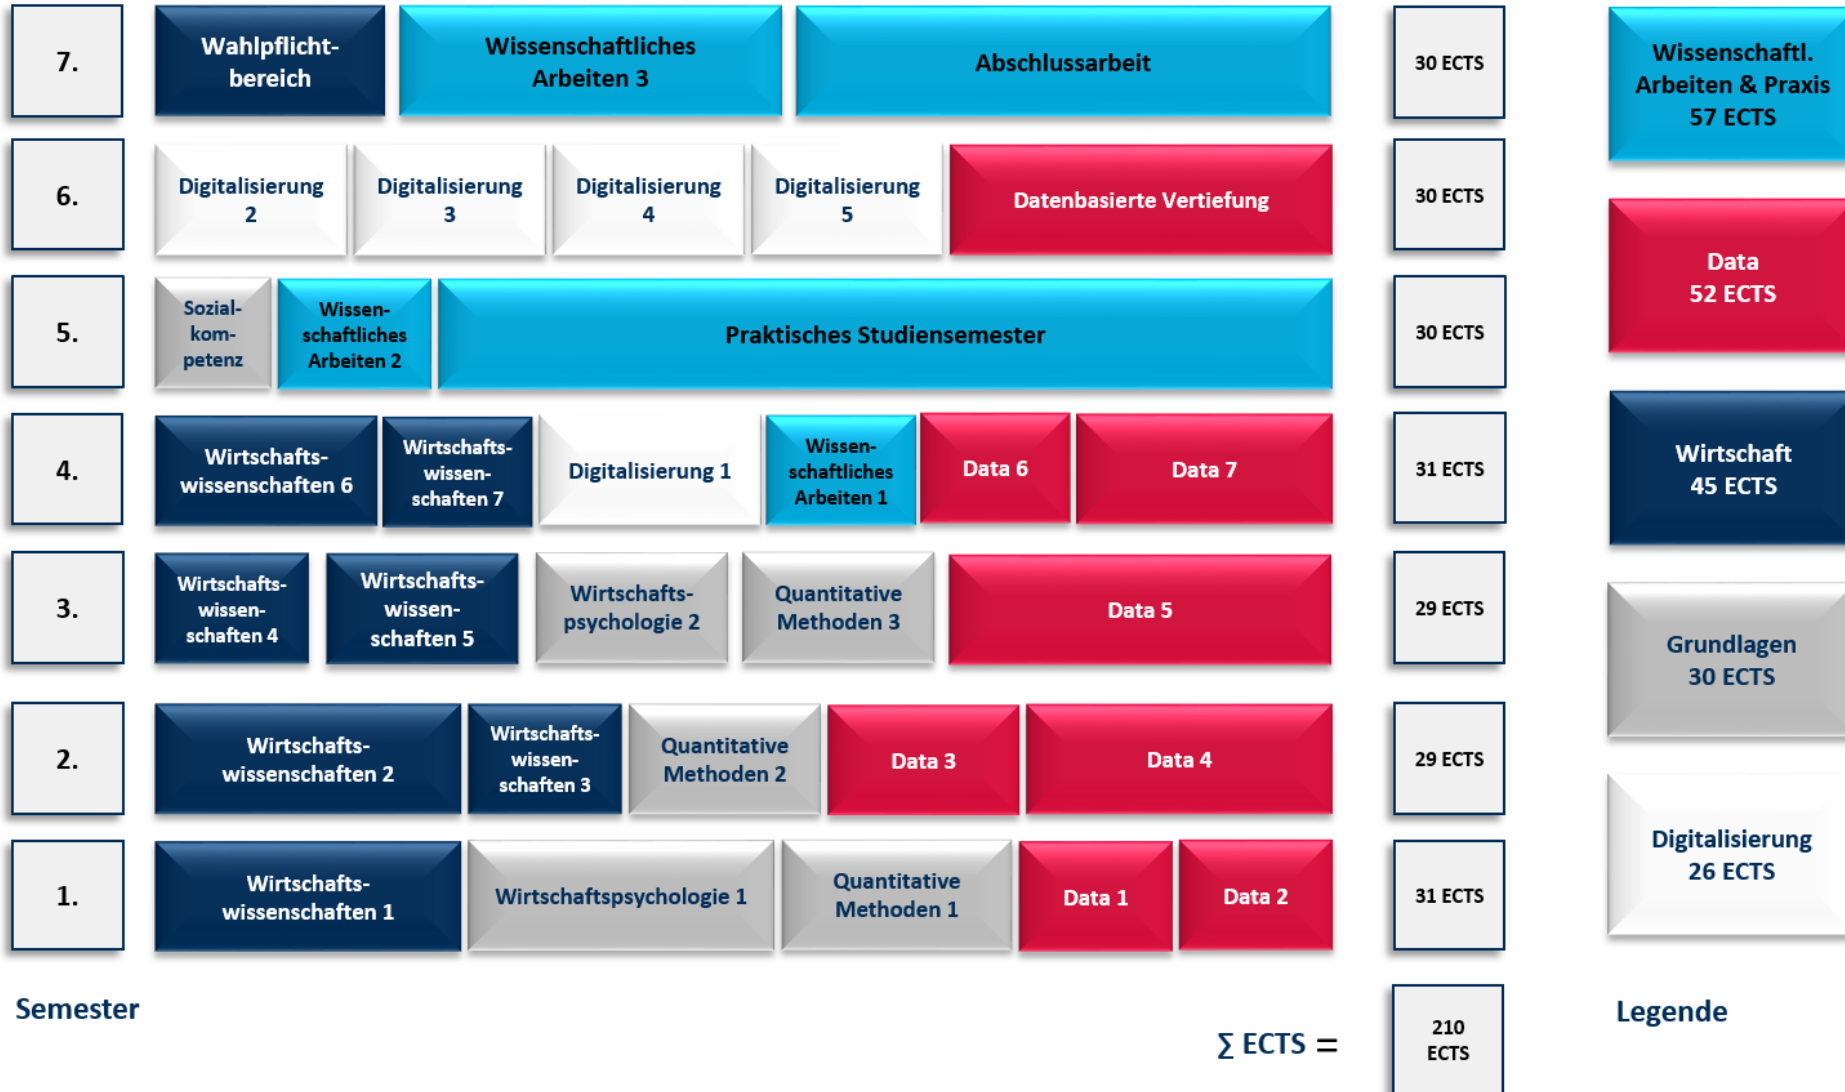 7.
Wahlpflicht-
bereich
Wissenschaftliches
Arbeiten 3
Abschlussarbeit
30 ECTS
6.
Digitalisierung
2
Digitalisierung
3
Digitalisierung
4
Digitalisierung
5
Datenbasierte Vertiefung
30 ECTS
5.
Sozial-
kom-
petenz
Wissen-
schaftliches
Arbeiten 2
Praktisches Studiensemester
30 ECTS
4.
Wirtschafts-
wissenschaften 6
Wirtschafts-
wissen-
schaften 7
Digitalisierung 1
Wissen-
schaftliches
Arbeiten 1
Data 6
Data 7
31 ECTS
3.
Wirtschafts-
wissen-
schaften 4
Wirtschafts-
wissen-
schaften 5
Wirtschafts-
psychologie 2
Quantitative
Methoden 3
Data 5
29 ECTS
2.
Wirtschafts-
wissenschaften 2
Wirtschafts-
wissen-
schaften 3
Quantitative
Methoden 2
Data 3
Data 4
29 ECTS
1.
Wirtschafts-
wissenschaften 1
Wirtschaftspsychologie 1
Quantitative
Methoden 1
Data 1
Data 2
31 ECTS
Semester
∑ ECTS =
210
ECTS
Wissenschaftl.
Arbeiten & Praxis
57 ECTS
Data
52 ECTS
Wirtschaft
45 ECTS
Grundlagen
30 ECTS
Digitalisierung
26 ECTS
Legende